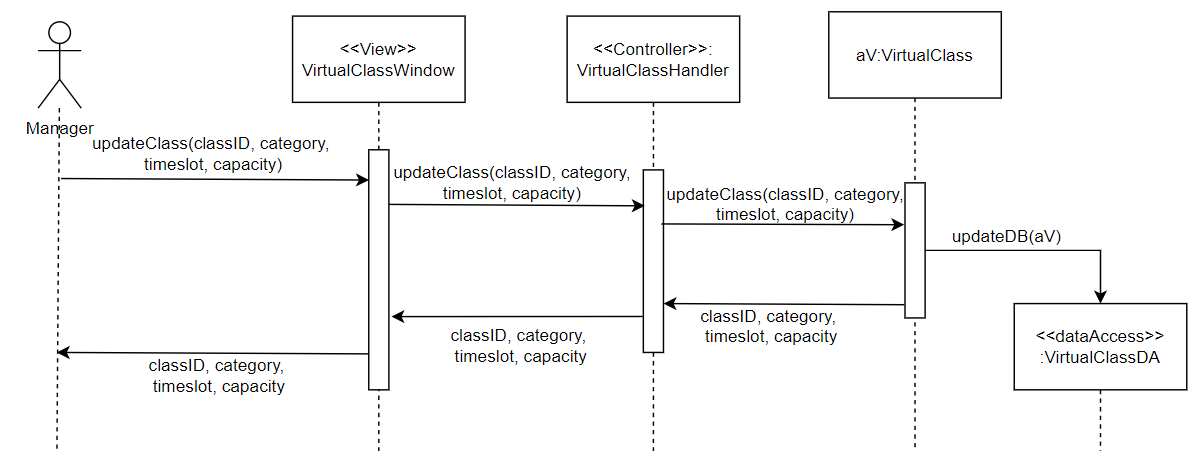 <<View>>
VirtualClassWindow
<<Controller>>:
VirtualClassHandler
aV:VirtualClass
Manager
updateClass(classID, category,
timeslot, capacity)
updateClass(classID, category,
timeslot, capacity)
updateClass(classID, category,
timeslot, capacity)
updateDB(aV)
classID, category,
timeslot, capacity
classID, category,
timeslot, capacity
classID, category,
timeslot, capacity
<<dataAccess>>
:VirtualClassDA